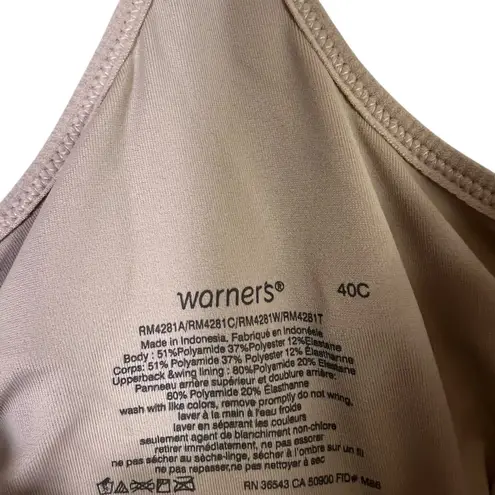 warner's® 40C
RM4281A/RM4281C/RM4281W/RM4281T
Made in Indonesia, Fabriqué en Indonésie
Body : 51%Polyamide 37%Polyester 12%Elastane
Corps: 51% Polyamide 37% Polyester 12% Élasthanne
Upperback &wing lining : 80%Polyamide 20% Elastane
Panneau arrière supérieur et doublure arrière:
80% Polyamide 20% Élasthanne
wash with like colors, remove promptly do not wring,
laver à la main à l'eau froide
laver en séparant les couleurs
seulement agent de blanchiment non-chlore
retirer immédiatement, ne pas essorer
ne pas sécher au sèche-linge, sécher à l'ombre sur un fil
ne pas repasser,ne pas nettoyer à sec
RN 36543 CA 50900 FID#